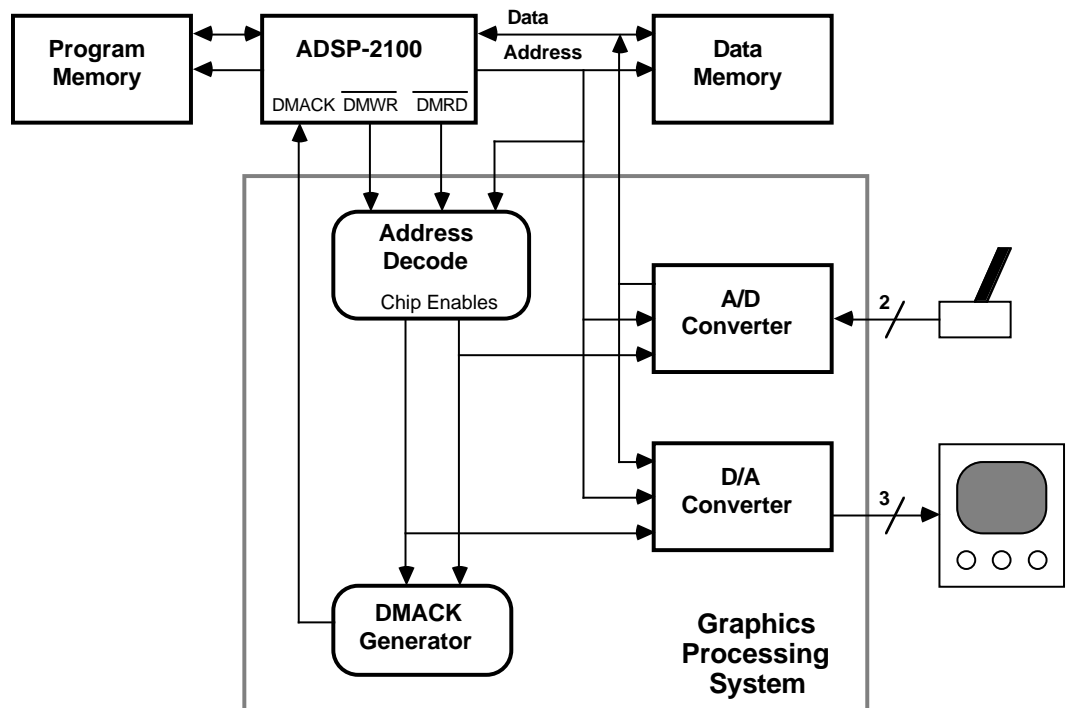 Program
Memory
ADSP-2100
DMACK DMWR DMRD
Data
Address
Data
Memory
Address
Decode
Chip Enables
A/D
Converter
2
D/A
Converter
3
DMACK
Generator
Graphics
Processing
System